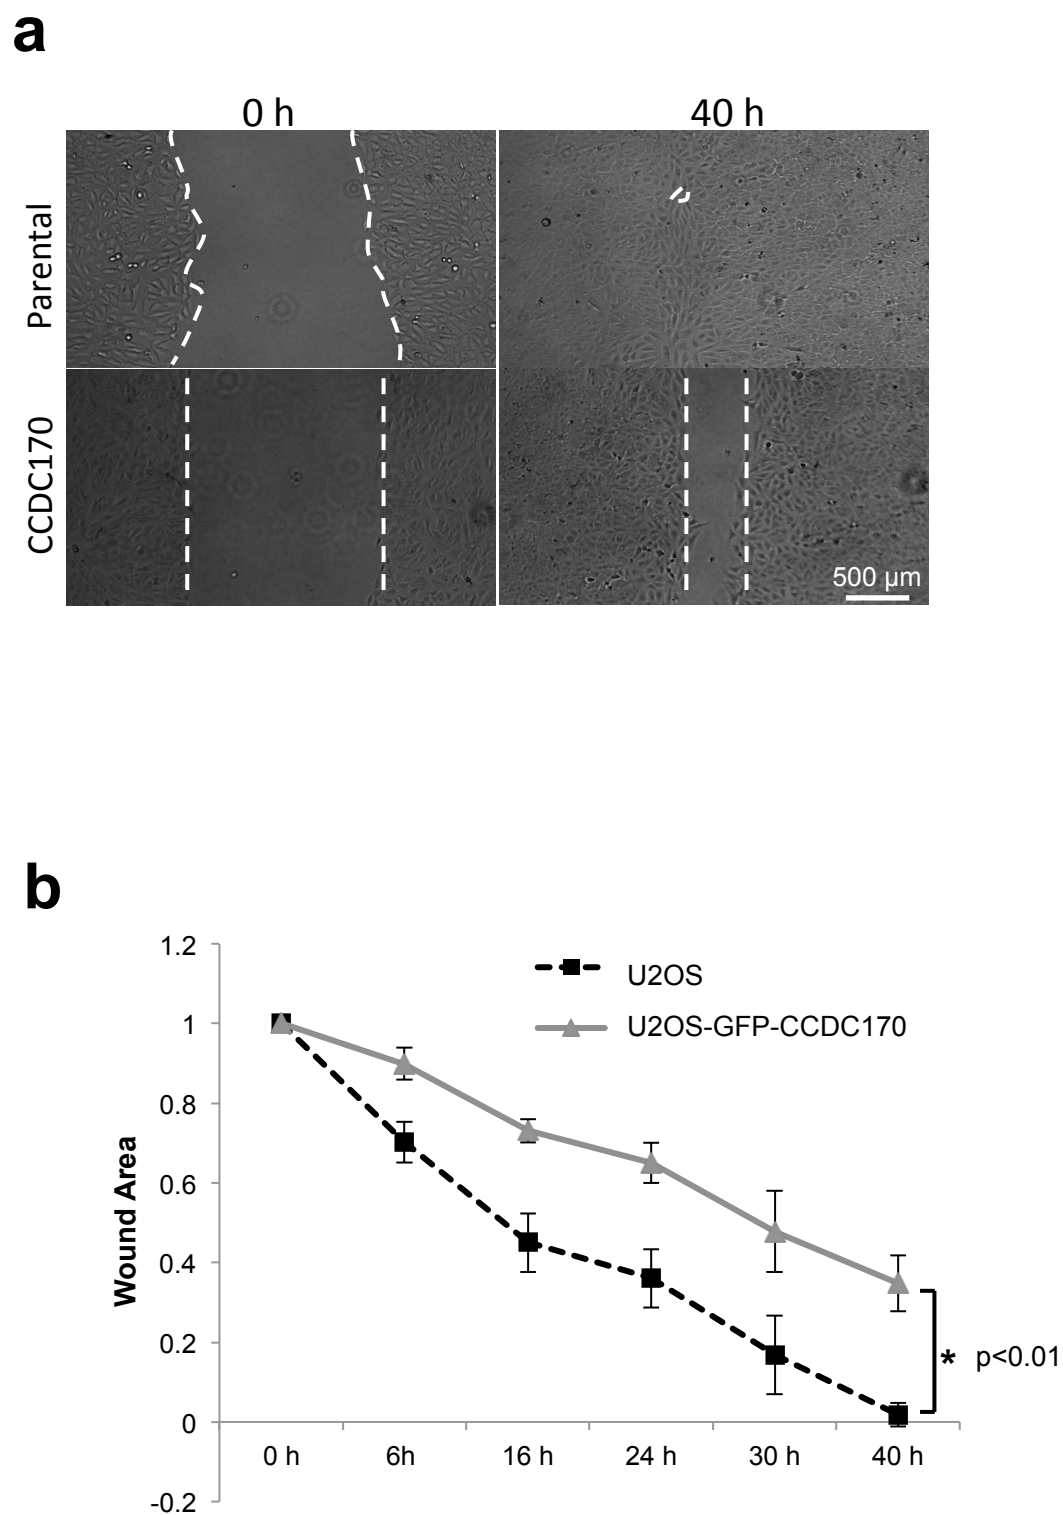 a
0 h
40 h
Parental
CCDC170
500 µm
b
1.2
1
0.8
0.6
0.4
0.2
0
-0.2
Wound Area
U2OS
U2OS-GFP-CCDC170
* p<0.01
0 h 6h 16 h 24 h 30 h 40 h